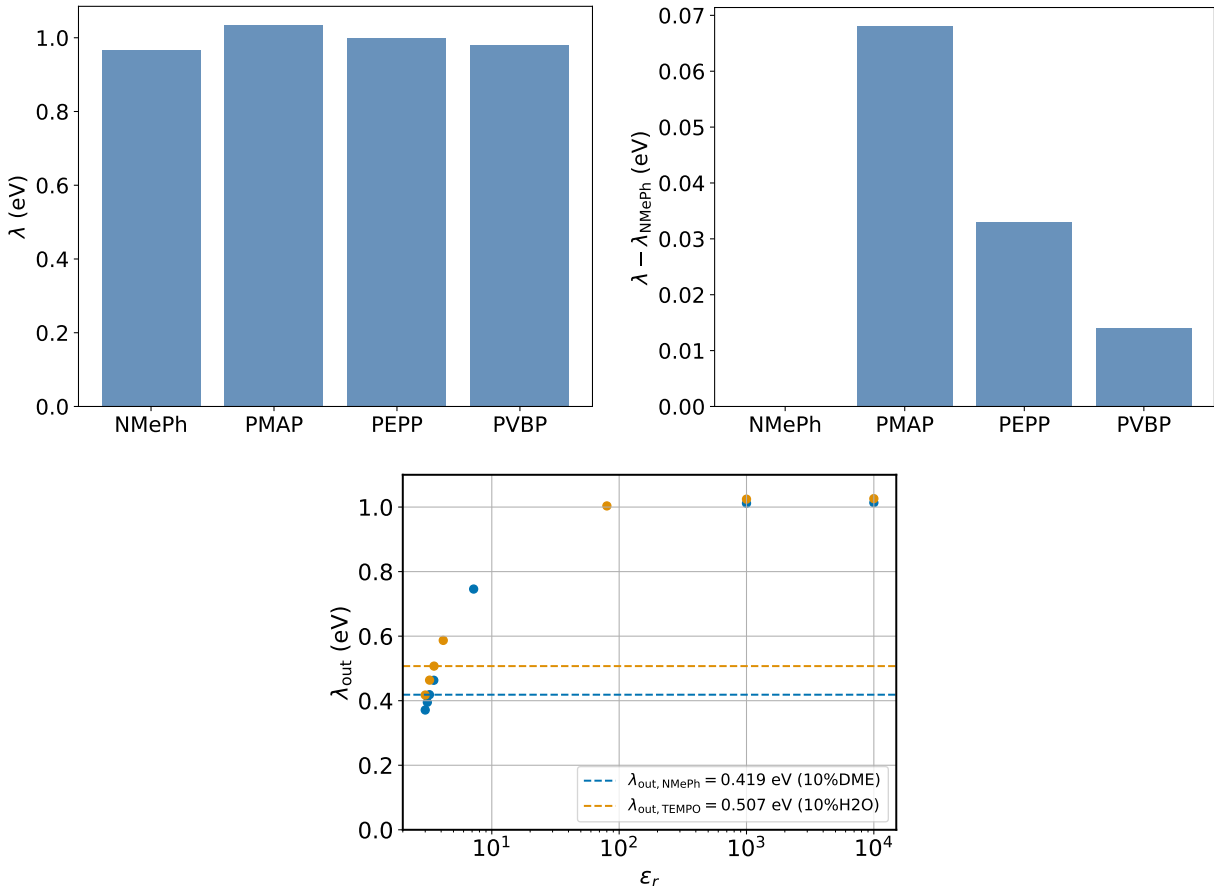 λ (eV)
1.0
0.8
0.6
0.4
0.2
0.0
NMePh PMAP PEPP PVBP
λ − λNMePh (eV)
0.07
0.06
0.05
0.04
0.03
0.02
0.01
0.00
NMePh PMAP PEPP PVBP
λout (eV)
1.0
0.8
0.6
0.4
0.2
0.0
λout, NMePh = 0.419 eV (10%DME)
λout, TEMPO = 0.507 eV (10%H2O)
10¹ 10² 10³ 10⁴
εr